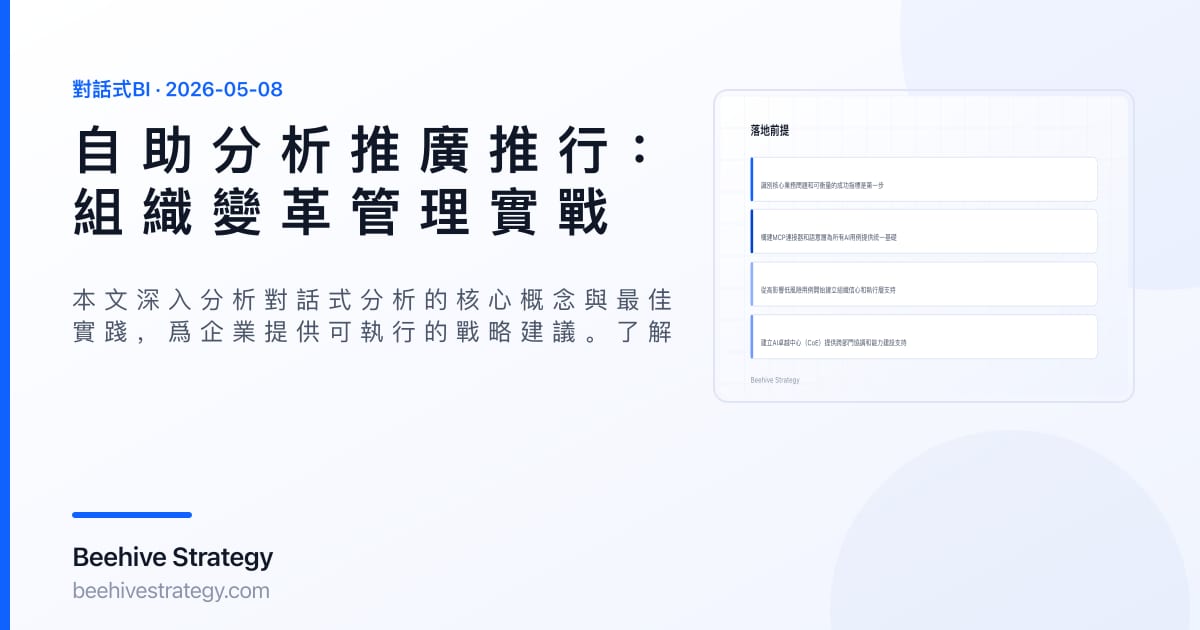 對話式BI · 2026-05-08
自助分析推廣推行：
組織變革管理實戰
本文深入分析對話式分析的核心概念與最佳
實踐，爲企業提供可執行的戰略建議。了解
落地前提
識別核心業務問題和可衡量的成功指標是第一步
構建MCP連接器和語意層為所有AI用例提供統一基礎
從高影響低風險用例開始建立組織信心和執行層支持
建立AI卓越中心（CoE）提供跨部門協調和能力建設支持
Beehive Strategy
Beehive Strategy
beehivestrategy.com